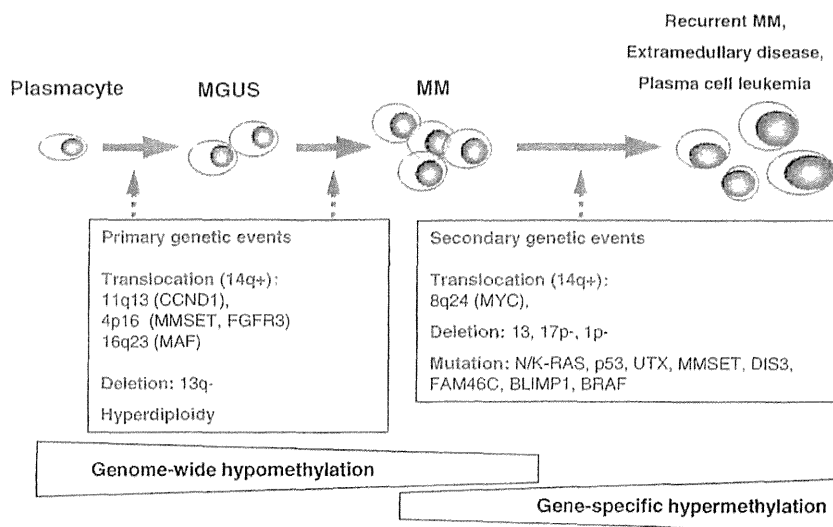 Recurrent MM,
Extramedullary disease,
Plasma cell leukemia
Plasmacyte
MGUS
MM
Primary genetic events
Translocation (14q+):
11q13 (CCND1),
4p16 (MMSET, FGFR3)
16q23 (MAF)
Deletion: 13q-
Hyperdiploidy
Secondary genetic events
Translocation (14q+):
8q24 (MYC),
Deletion: 13, 17p-, 1p-
Mutation: N/K-RAS, p53, UTX, MMSET, DIS3,
FAM46C, BLIMP1, BRAF
Genome-wide hypomethylation
Gene-specific hypermethylation